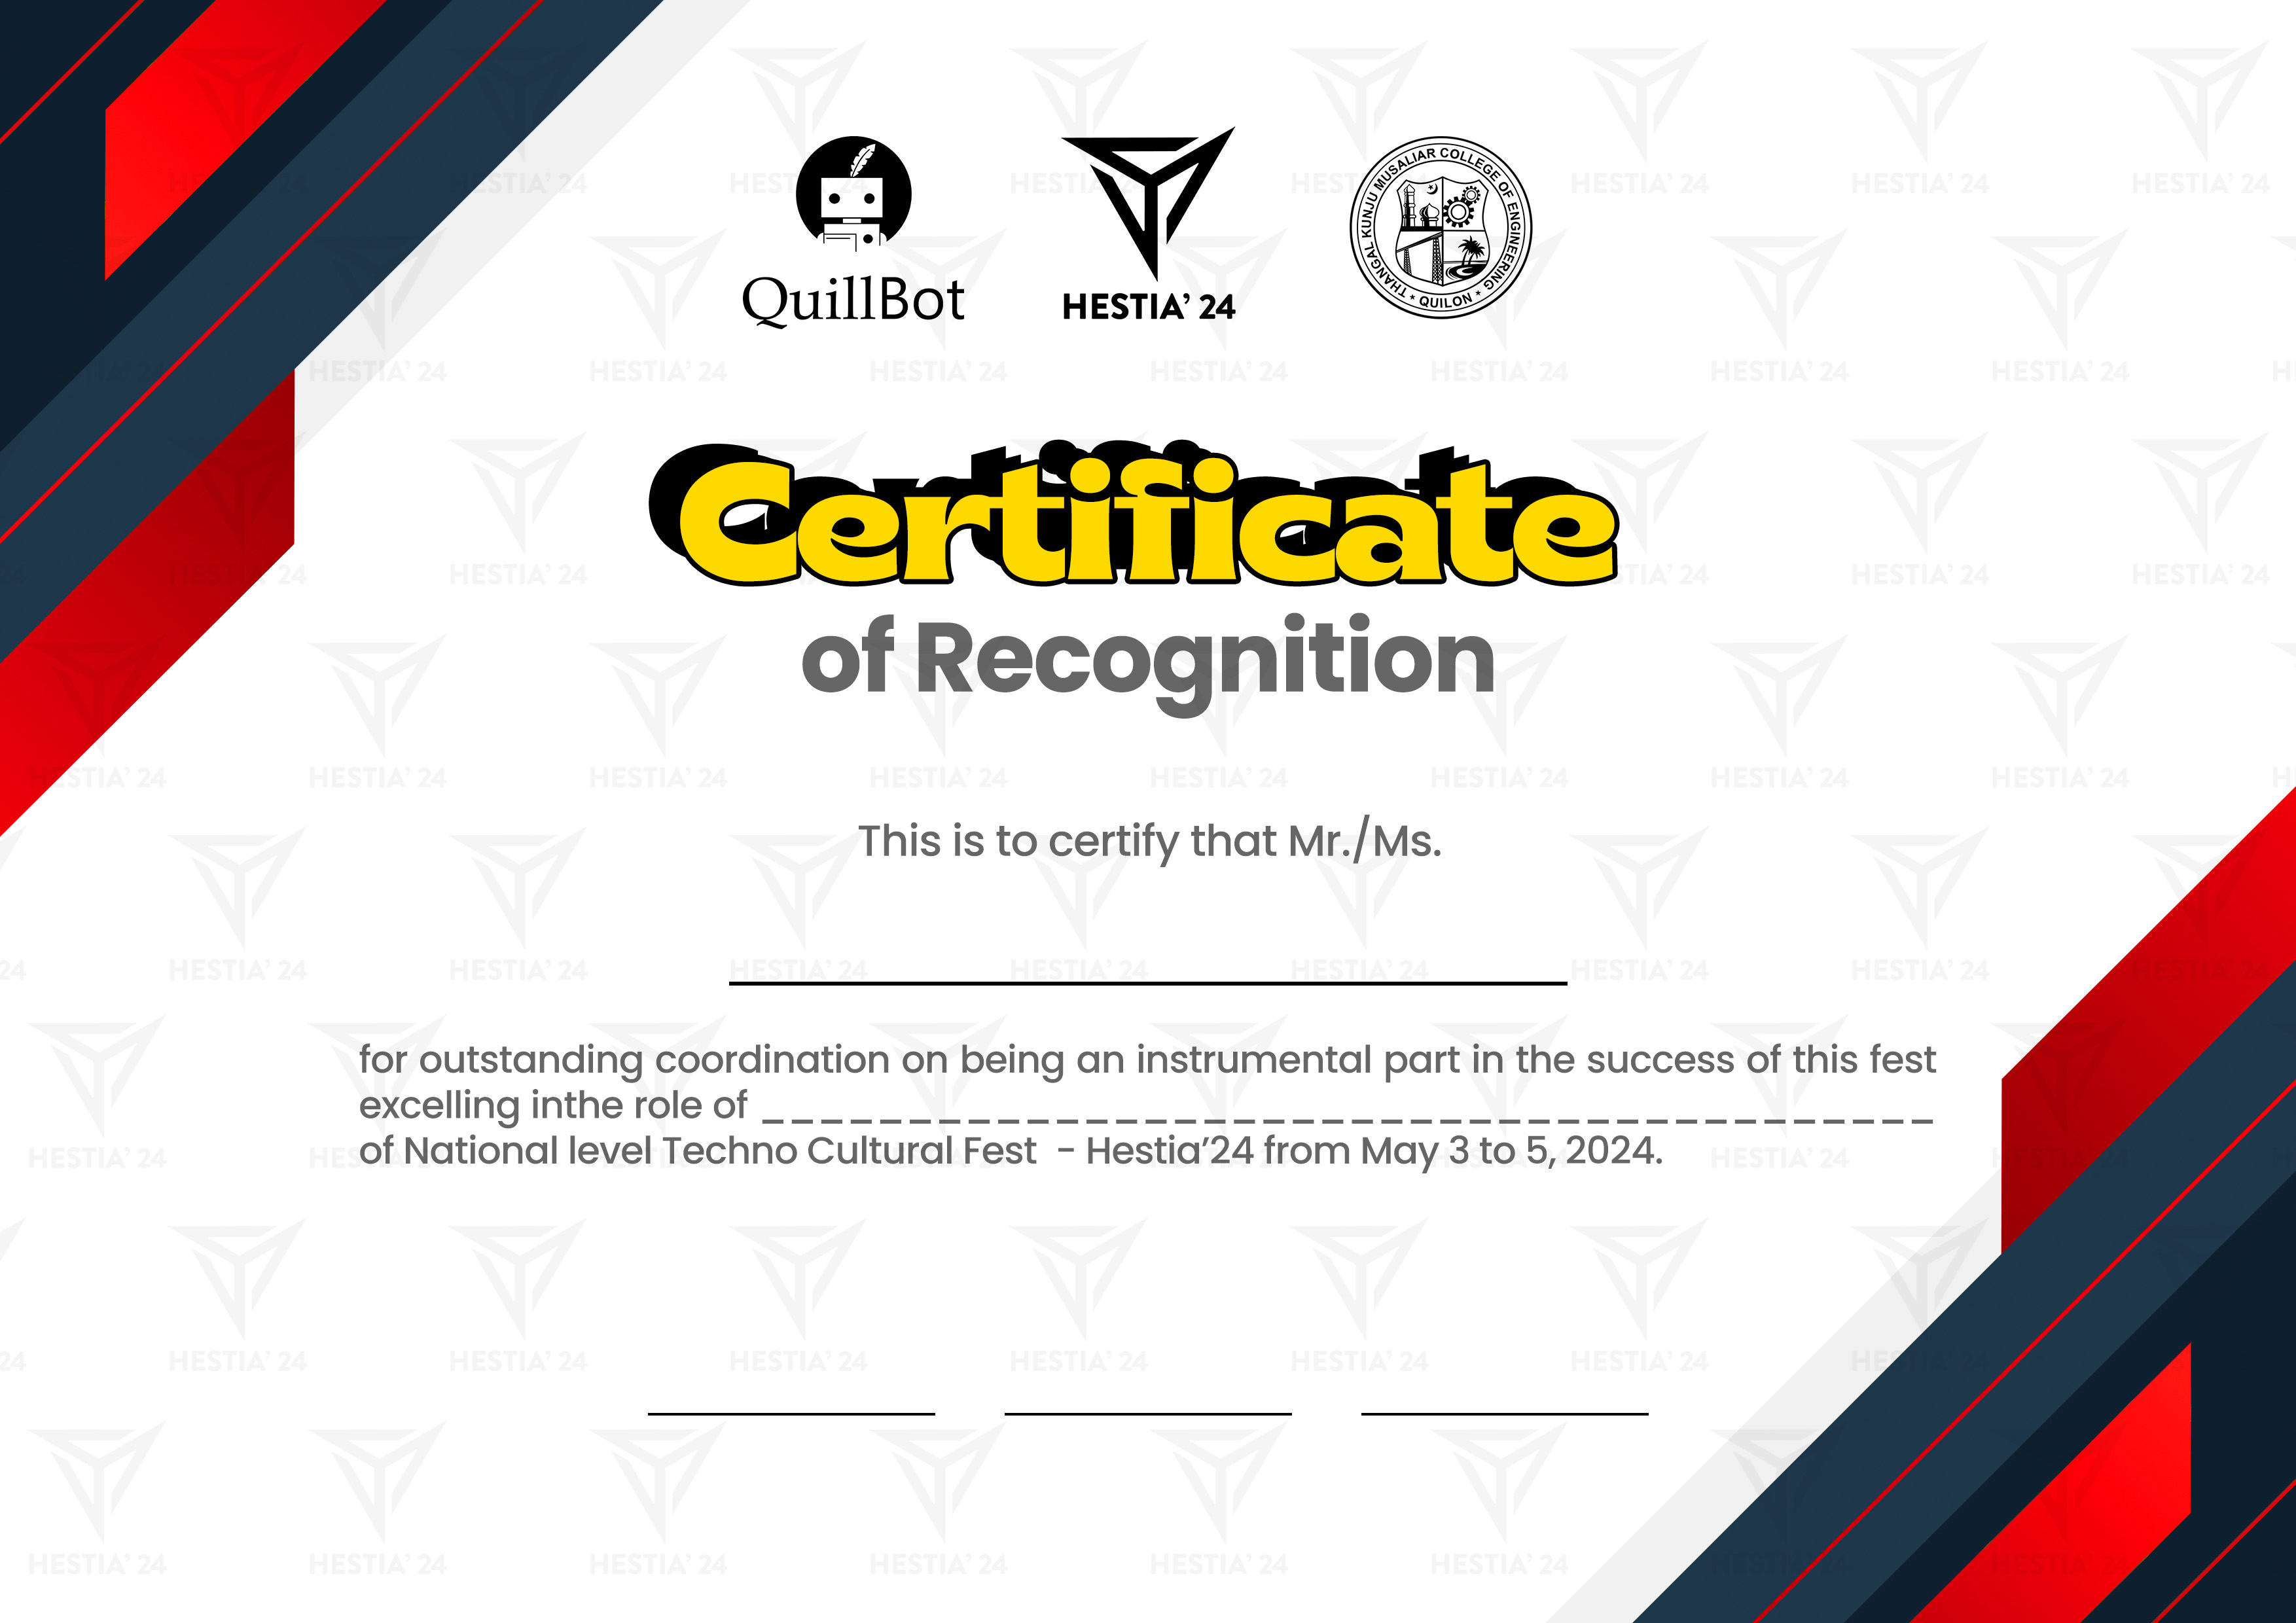 QuillBot
HESTIA’ 24
THANGAL KUNJU MUSALIAR COLLEGE OF ENGINEERING
* QUILON *
Certificate
of Recognition
This is to certify that Mr./Ms.
for outstanding coordination on being an instrumental part in the success of this fest
excelling inthe role of _ _ _ _ _ _ _ _ _ _ _ _ _ _ _ _ _ _ _ _ _ _ _ _ _ _ _ _ _ _ _ _ _ _ _ _ _ _ _ _
of National level Techno Cultural Fest - Hestia’24 from May 3 to 5, 2024.